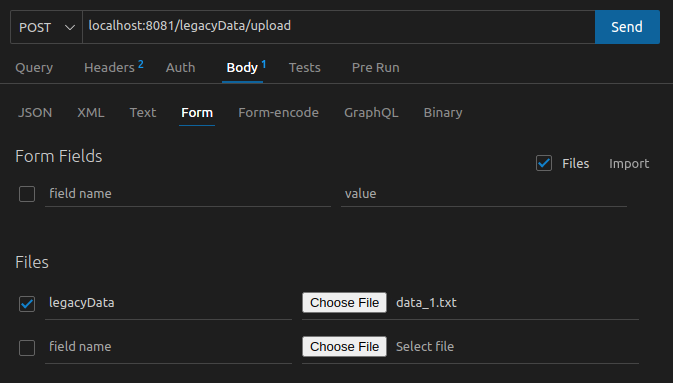 POST localhost:8081/legacyData/upload Send
Query Headers 2 Auth Body 1 Tests Pre Run
JSON XML Text Form Form-encode GraphQL Binary
Form Fields
Files Import
field name value
Files
legacyData Choose File data_1.txt
field name Choose File Select file